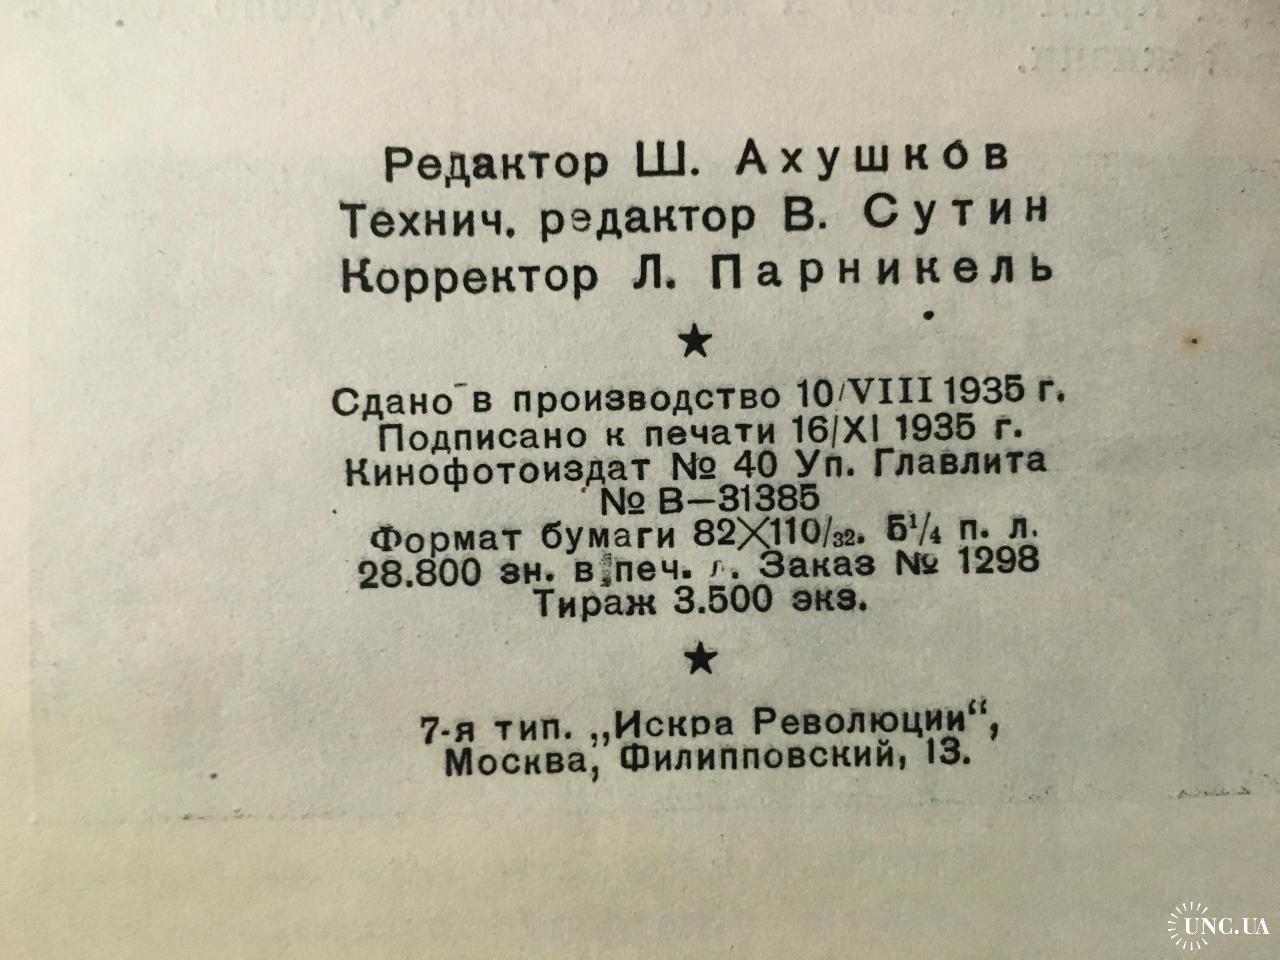 Редактор Ш. Ахушков
Технич. редактор В. Сутин
Корректор Л. Парникель
★
Сдано в производство 10/VIII 1935 г.
Подписано к печати 16/XI 1935 г.
Кинофотоиздат № 40 Уп. Главлита
№ В—31385
Формат бумаги 82×110/32. 5¼ п. л.
28.800 зн. в печ. л. Заказ № 1298
Тираж 3.500 экз.
★
7-я тип. „Искра Революции“,
Москва, Филипповский, 13.
UNC.UA